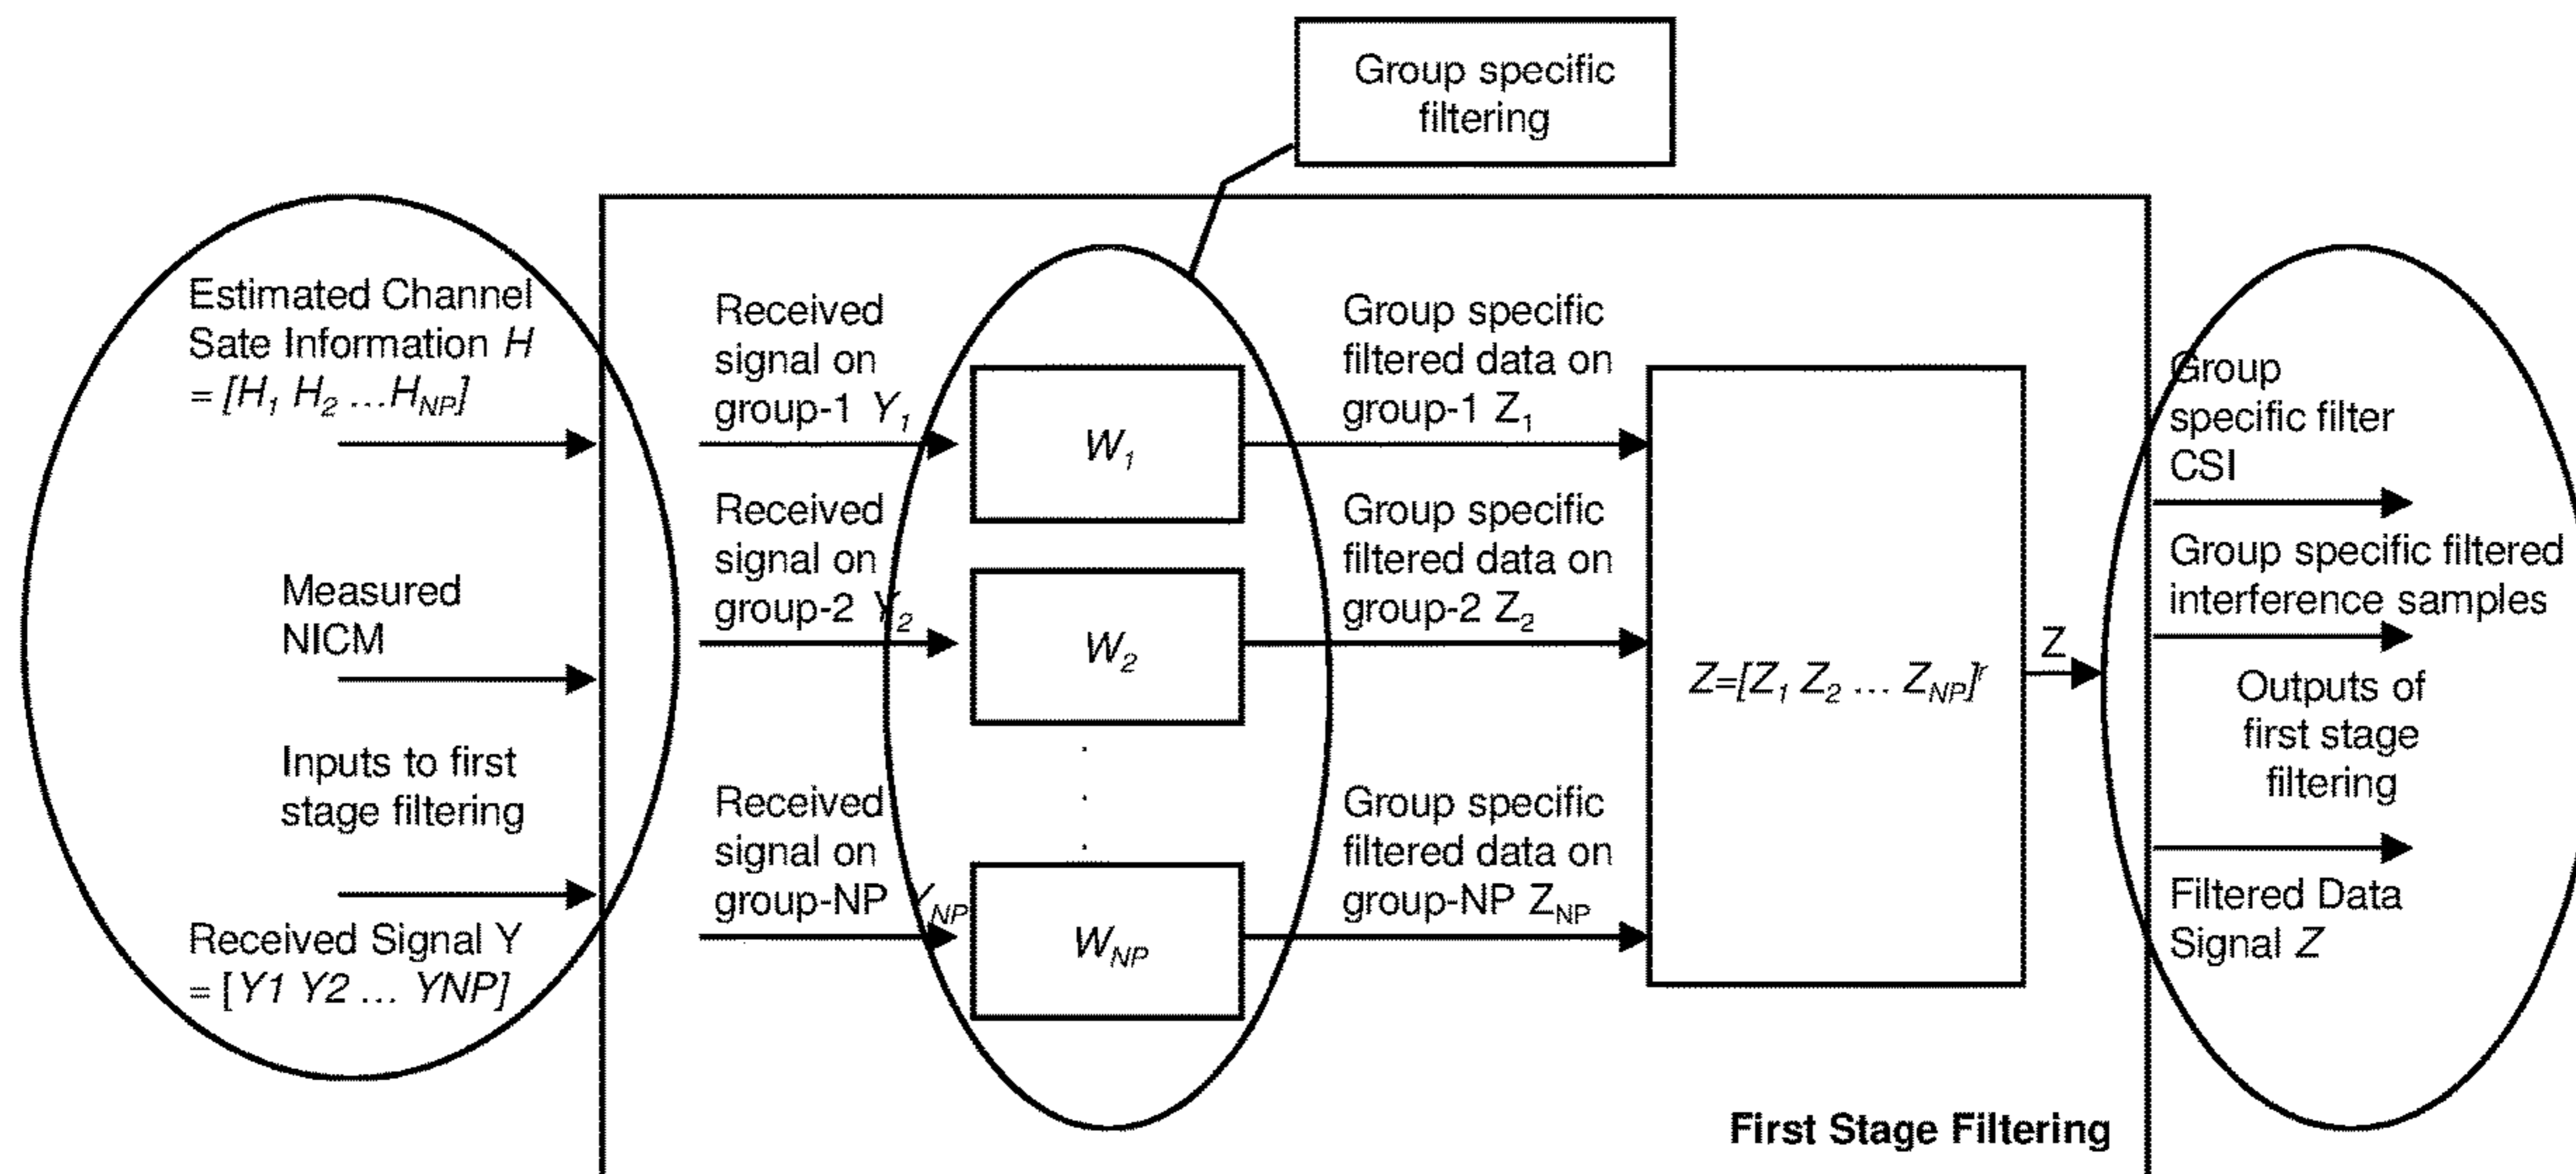 Group specific
filtering
Estimated Channel
Sate Information H
= [H1 H2 ...HNP]
Measured
NICM
Inputs to first
stage filtering
Received Signal Y
= [Y1 Y2 ... YNP]
Received
signal on
group-1 Y1
Received
signal on
group-2 Y2
Received
signal on
group-NP YNP
W1
W2
.
.
.
WNP
Group specific
filtered data on
group-1 Z1
Group specific
filtered data on
group-2 Z2
Group specific
filtered data on
group-NP ZNP
Z=[Z1 Z2 ... ZNP]r
Z
Group
specific filter
CSI
Group specific filtered
interference samples
Outputs of
first stage
filtering
Filtered Data
Signal Z
First Stage Filtering